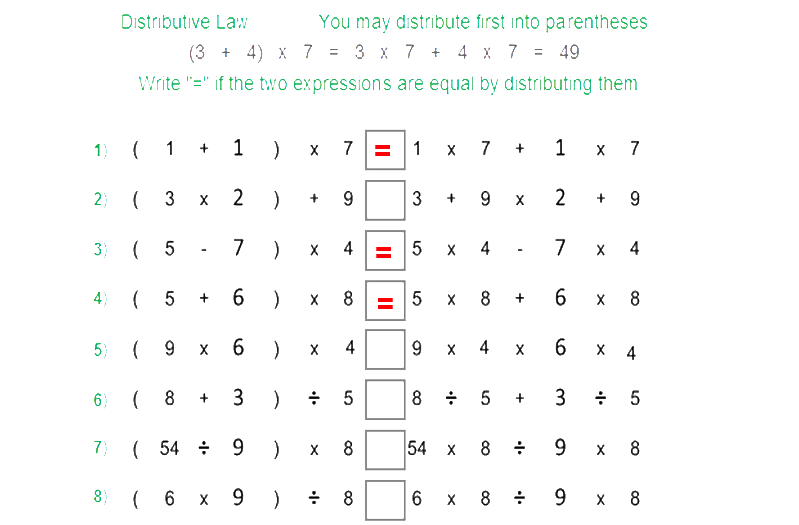 Distributive Law You may distribute first into parentheses
(3 + 4) x 7 = 3 x 7 + 4 x 7 = 49
Write "=" if the two expressions are equal by distributing them
1) ( 1 + 1 ) x 7 = 1 x 7 + 1 x 7
2) ( 3 x 2 ) + 9 3 + 9 x 2 + 9
3) ( 5 - 7 ) x 4 = 5 x 4 - 7 x 4
4) ( 5 + 6 ) x 8 = 5 x 8 + 6 x 8
5) ( 9 x 6 ) x 4 9 x 4 x 6 x 4
6) ( 8 + 3 ) ÷ 5 8 ÷ 5 + 3 ÷ 5
7) ( 54 ÷ 9 ) x 8 54 x 8 ÷ 9 x 8
8) ( 6 x 9 ) ÷ 8 6 x 8 ÷ 9 x 8